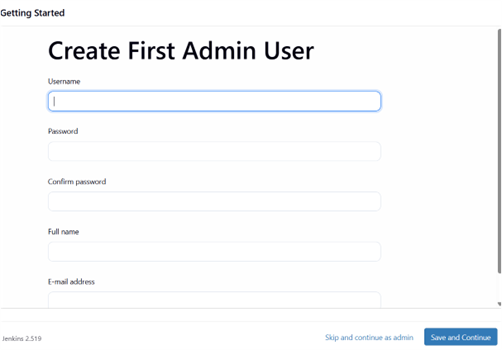 Getting Started
Create First Admin User
Username
Password
Confirm password
Full name
E-mail address
Jenkins 2.519
Skip and continue as admin
Save and Continue